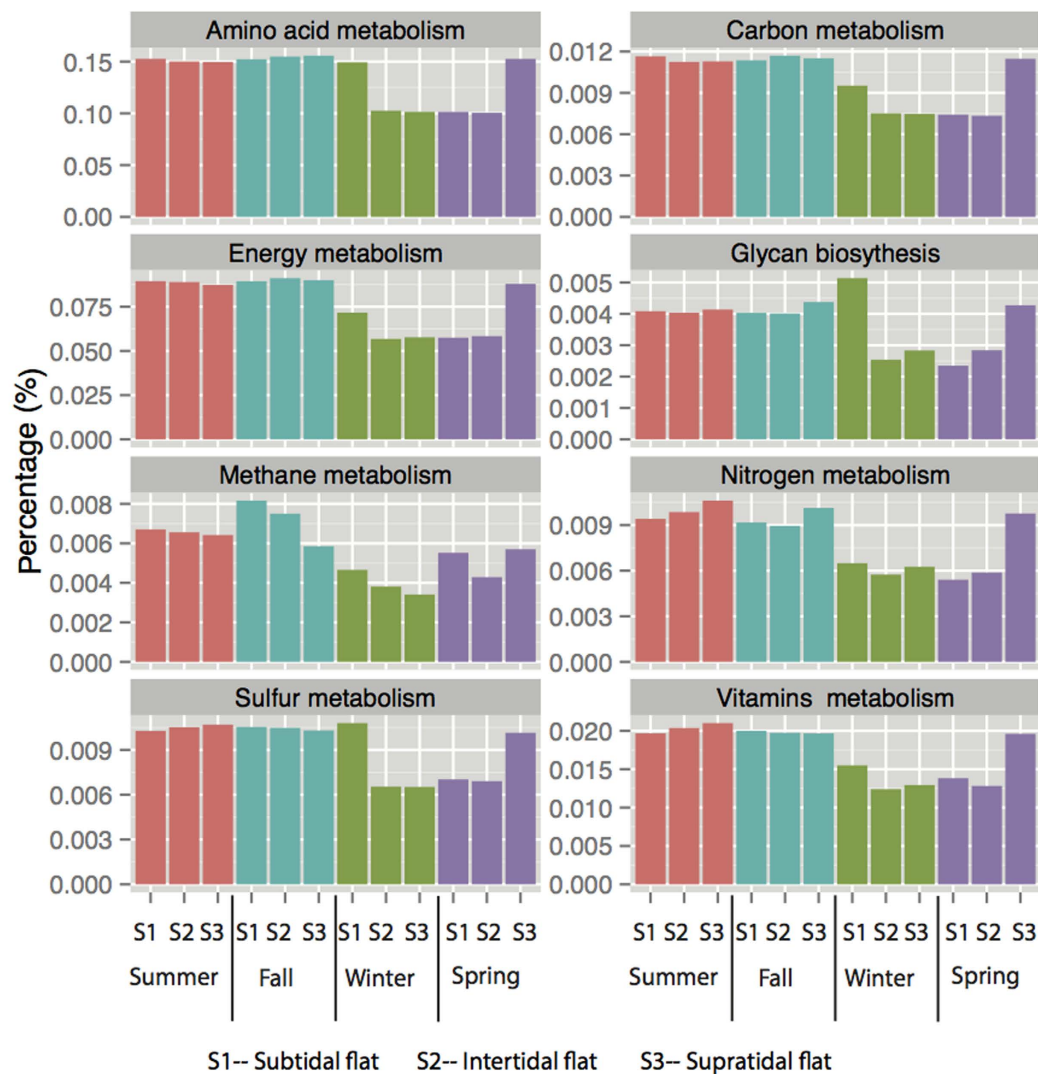 Amino acid metabolism
Carbon metabolism
0.15
0.10
0.05
0.00
0.012
0.009
0.006
0.003
0.000
Energy metabolism
Glycan biosythesis
0.075
0.050
0.025
0.000
0.005
0.004
0.003
0.002
0.001
0.000
Methane metabolism
Nitrogen metabolism
0.008
0.006
0.004
0.002
0.000
0.009
0.006
0.003
0.000
Sulfur metabolism
Vitamins metabolism
0.009
0.006
0.003
0.000
0.020
0.015
0.010
0.005
0.000
Percentage (%)
S1 S2 S3 S1 S2 S3 S1 S2 S3 S1 S2 S3
Summer Fall Winter Spring
S1 S2 S3 S1 S2 S3 S1 S2 S3 S1 S2 S3
Summer Fall Winter Spring
S1-- Subtidal flat S2-- Intertidal flat S3-- Supratidal flat